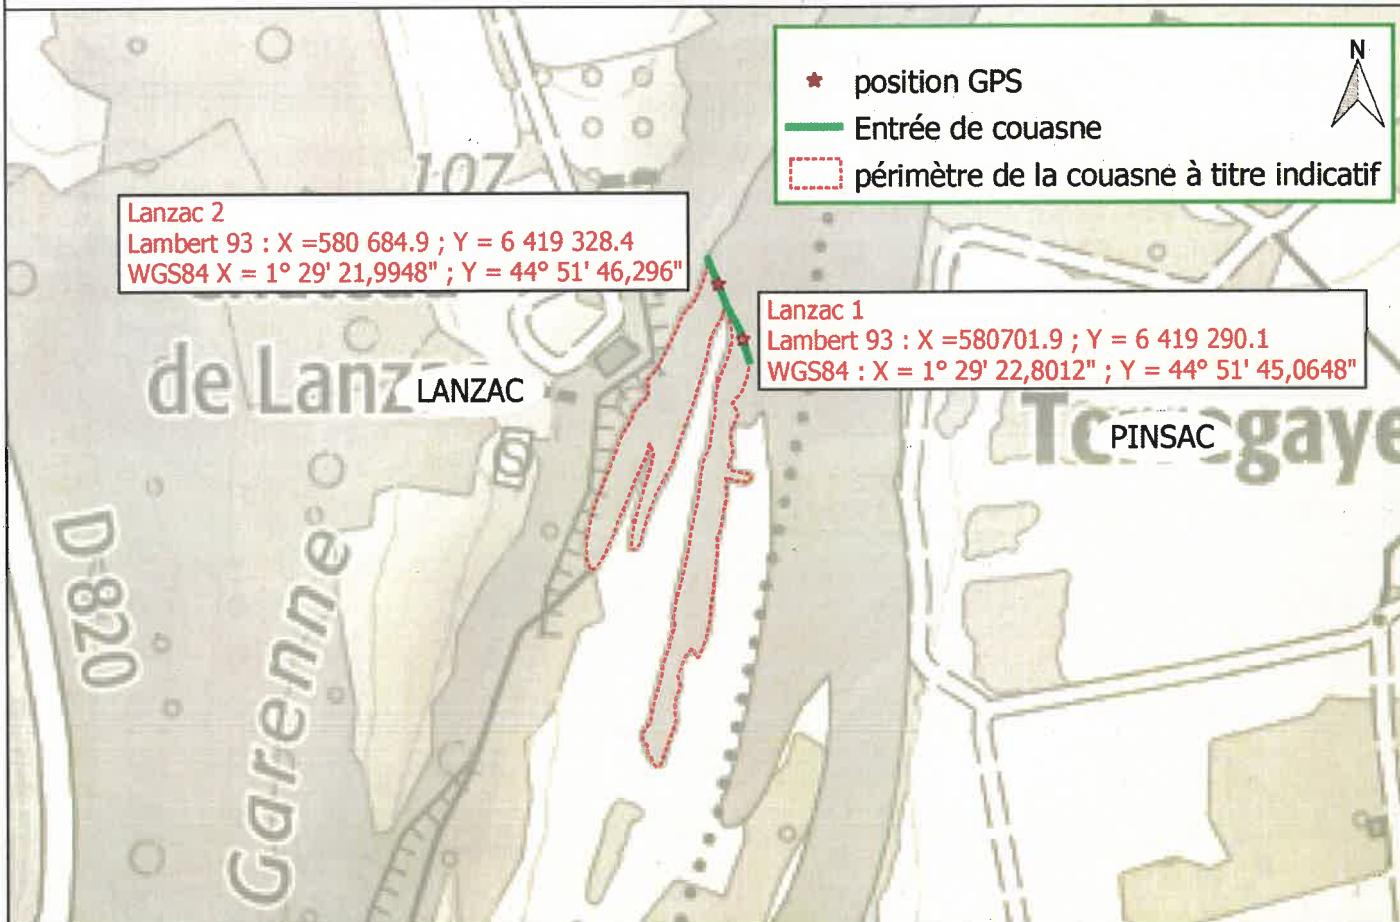 N
position GPS
Entrée de couasne
périmètre de la couasne à titre indicatif
107
Lanzac 2
Lambert 93 : X =580 684.9 ; Y = 6 419 328.4
WGS84 X = 1° 29' 21,9948" ; Y = 44° 51' 46,296"
Lanzac 1
Lambert 93 : X =580701.9 ; Y = 6 419 290.1
WGS84 : X = 1° 29' 22,8012" ; Y = 44° 51' 45,0648"
de Lanz
LANZAC
PINSAC
gaye
S
D 820
Garenne